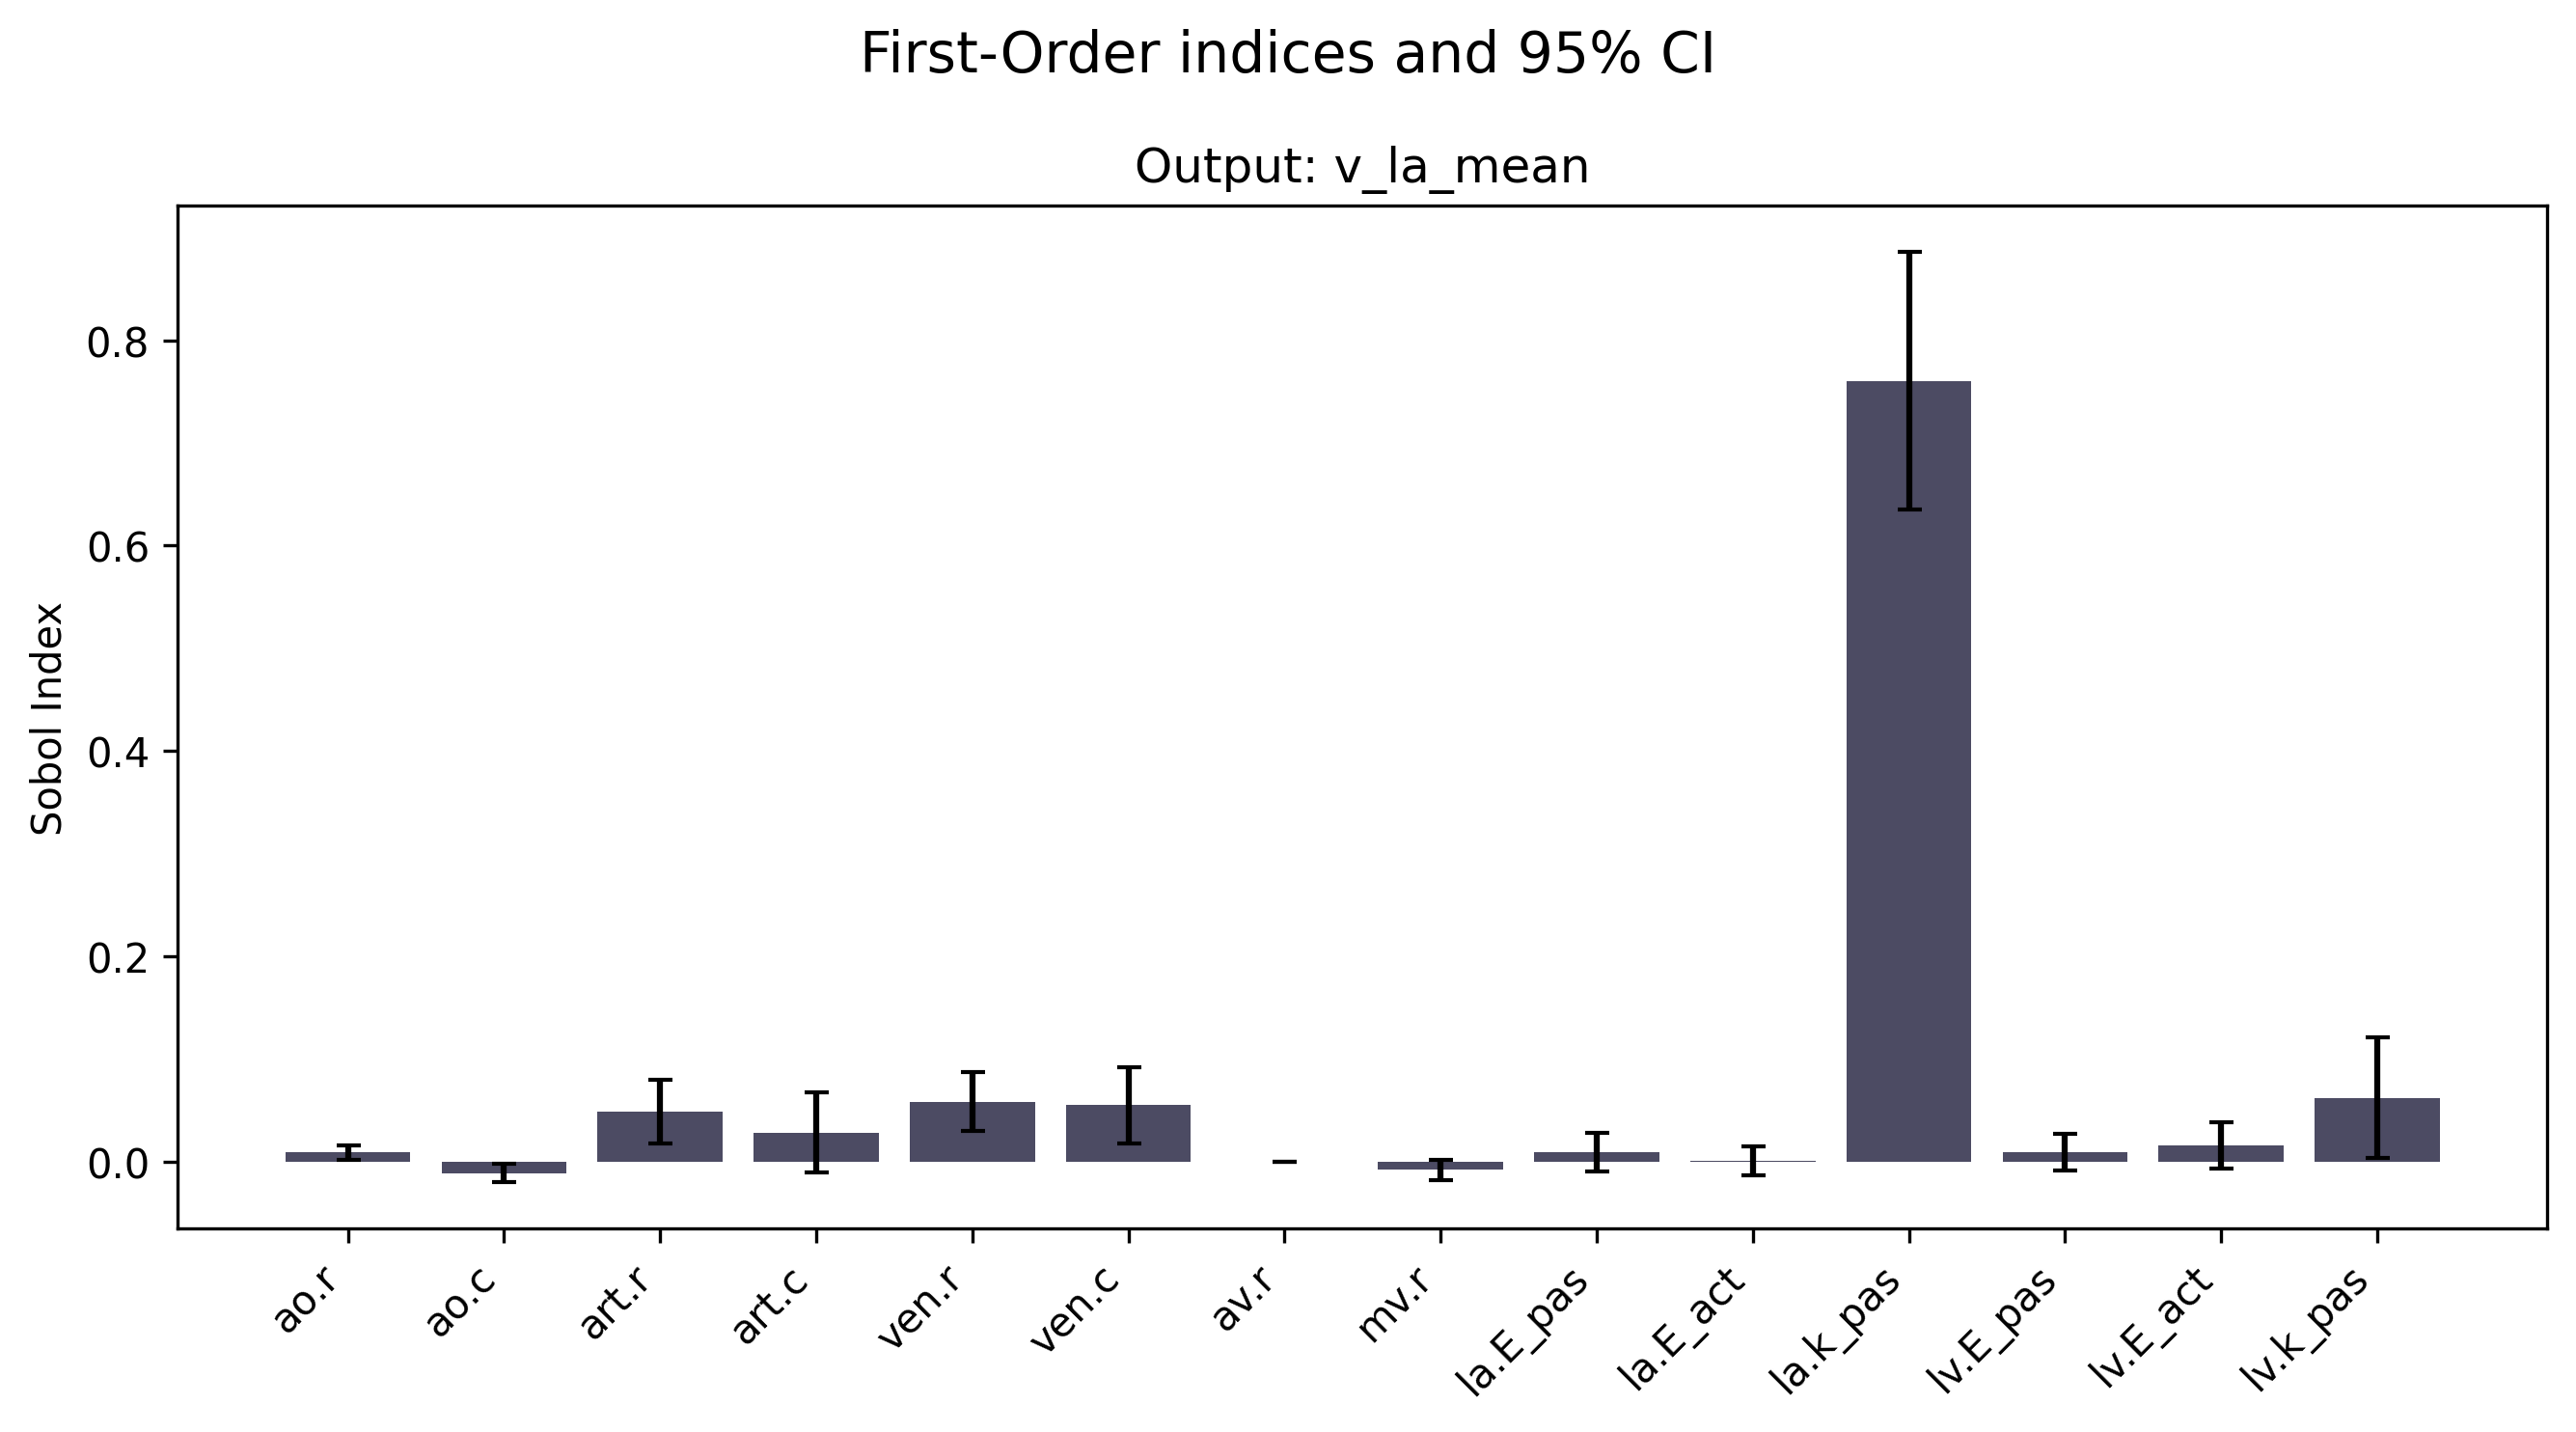 First-Order indices and 95% CI
Output: v_la_mean
Sobol Index
0.8
0.6
0.4
0.2
0.0
ao.r
ao.c
art.r
art.c
ven.r
ven.c
av.r
mv.r
la.E_pas
la.E_act
la.k_pas
lv.E_pas
lv.E_act
lv.k_pas